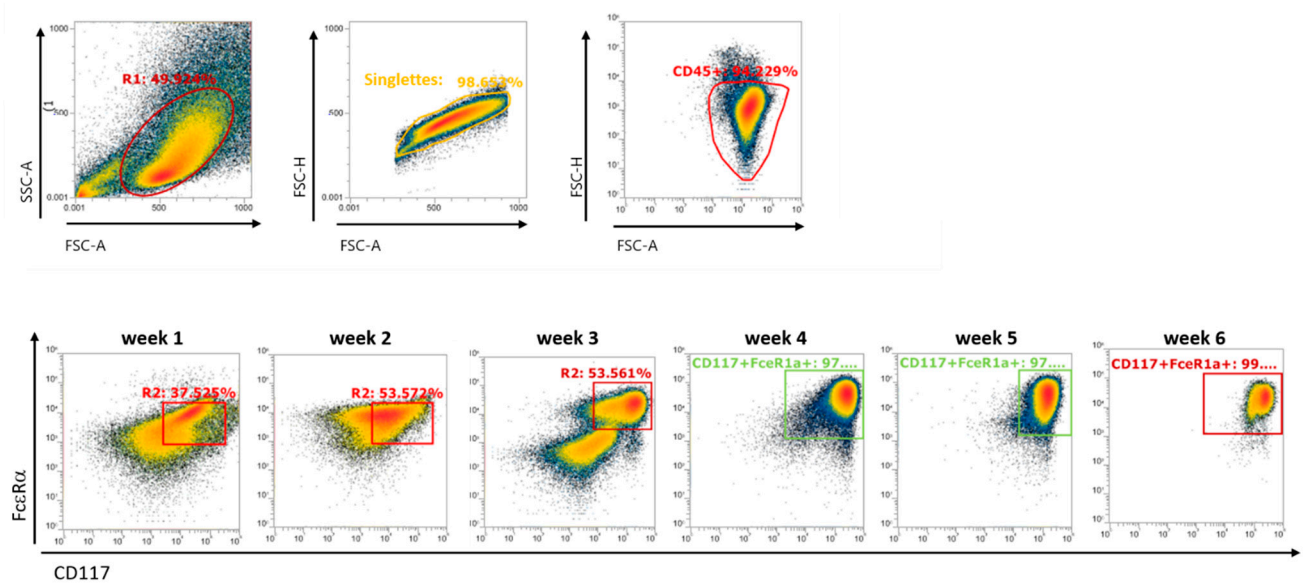 1000
R1: 49.924%
(1
500
0.001
0.001
500
1000
SSC-A
FSC-A
1000
Singlettes: 98.653%
500
0.001
0.001
500
1000
FSC-H
FSC-A
CD45+: 94.229%
FSC-H
FSC-A
week 1
week 2
week 3
week 4
week 5
week 6
R2: 37.525%
R2: 53.572%
R2: 53.561%
CD117+FceR1a+: 97....
CD117+FceR1a+: 97....
CD117+FceR1a+: 99....
FcεRα
CD117